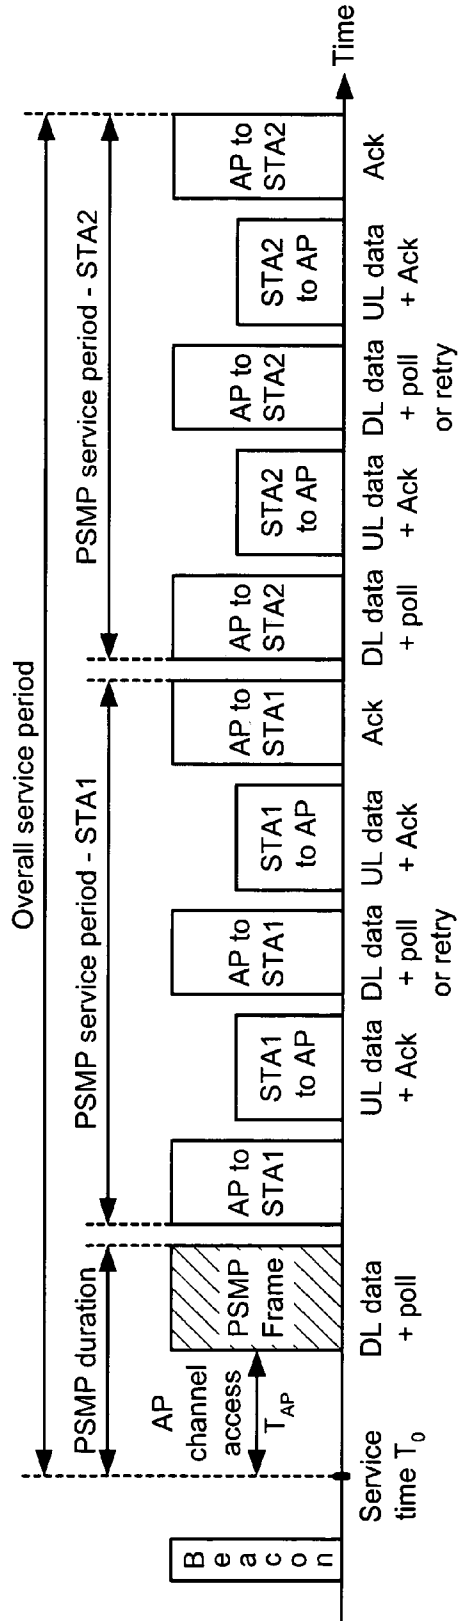 Overall service period
PSMP duration
PSMP service period - STA1
PSMP service period - STA2
B
e
a
c
o
n
AP
channel
access
T_AP
PSMP
Frame
AP to
STA1
STA1
to AP
AP to
STA1
STA1
to AP
AP to
STA1
AP to
STA2
STA2
to AP
AP to
STA2
STA2
to AP
AP to
STA2
Time
Service
time T_0
DL data
+ poll
UL data
+ Ack
DL data
+ poll
or retry
UL data
+ Ack
Ack
DL data
+ poll
UL data
+ Ack
DL data
+ poll
or retry
UL data
+ Ack
Ack